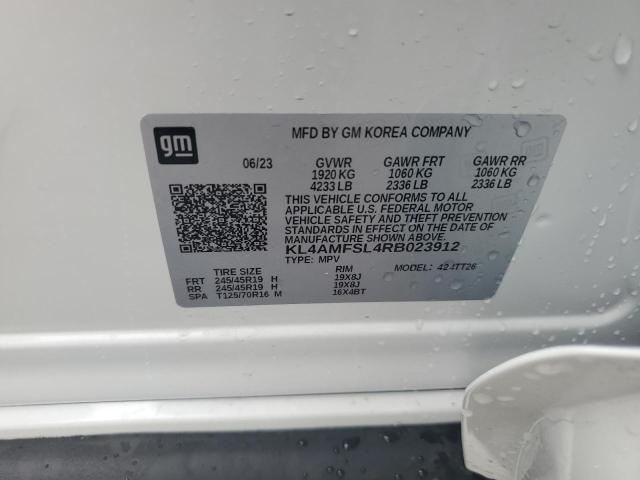 gm
MFD BY GM KOREA COMPANY
06/23 GVWR GAWR FRT GAWR RR
1920 KG 1060 KG 1060 KG
4233 LB 2336 LB 2336 LB
THIS VEHICLE CONFORMS TO ALL
APPLICABLE U.S. FEDERAL MOTOR
VEHICLE SAFETY AND THEFT PREVENTION
STANDARDS IN EFFECT ON THE DATE OF
MANUFACTURE SHOWN ABOVE.
KL4AMFSL4RB023912
TYPE: MPV MODEL: 424TT26
TIRE SIZE RIM
FRT 245/45R19 H 19X8J
RR 245/45R19 H 19X8J
SPA T125/70R16 M 16X4BT